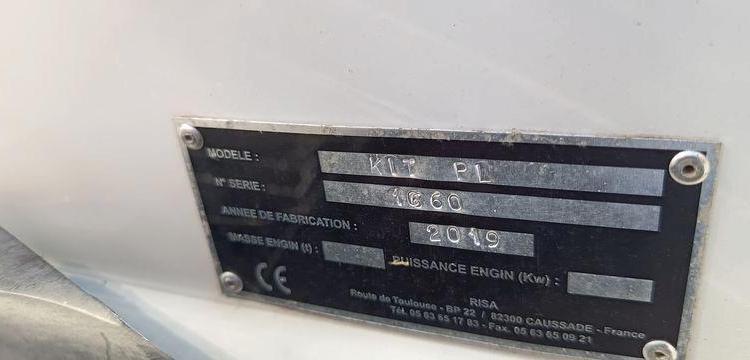 MODELE : KIT PL
N° SERIE : 1660
ANNEE DE FABRICATION : 2019
MASSE ENGIN (t) : PUISSANCE ENGIN (Kw) :
CE
RISA
Route de Toulouse - BP 22 / 82300 CAUSSADE - France
Tél. 05 63 65 17 83 - Fax. 05 63 65 09 21